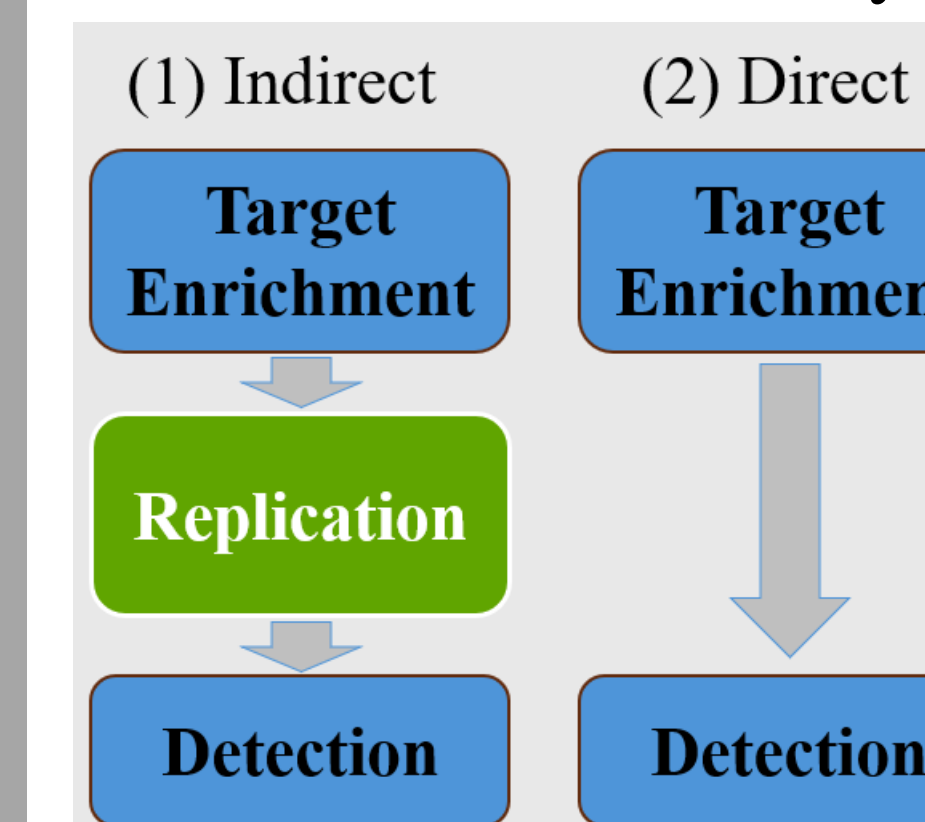 (1) Indirect
Target
Enrichment
Replication
Detection
(2) Direct
Target
Enrichmen
Detection